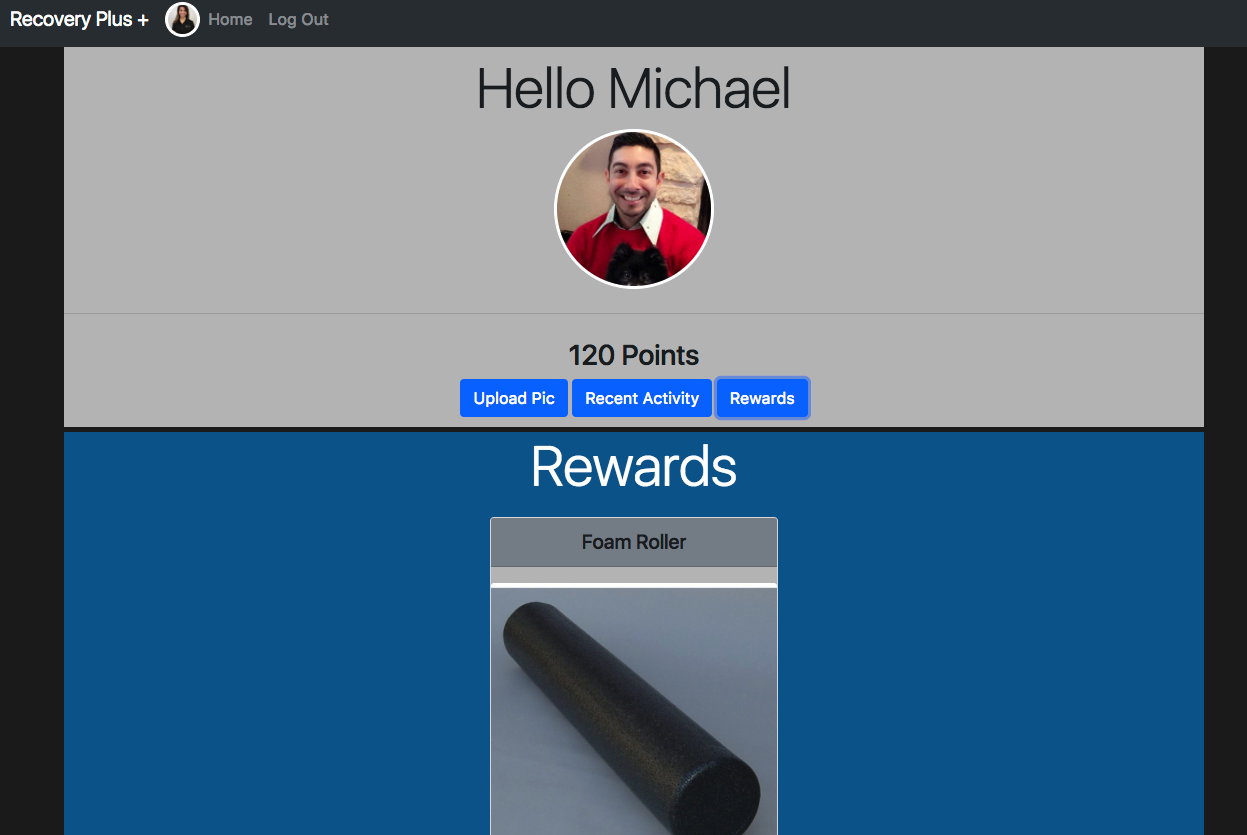 Recovery Plus + Home Log Out
Hello Michael
120 Points
Upload Pic Recent Activity Rewards
Rewards
Foam Roller